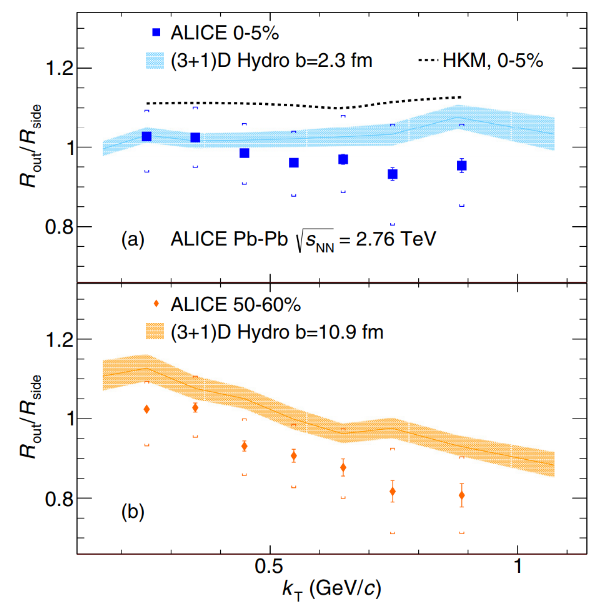 ALICE 0-5%
(3+1)D Hydro b=2.3 fm
HKM, 0-5%
1.2
1
0.8
R_out/R_side
(a) ALICE Pb-Pb √s_NN = 2.76 TeV
ALICE 50-60%
(3+1)D Hydro b=10.9 fm
1.2
1
0.8
R_out/R_side
(b)
0.5 1
k_T (GeV/c)